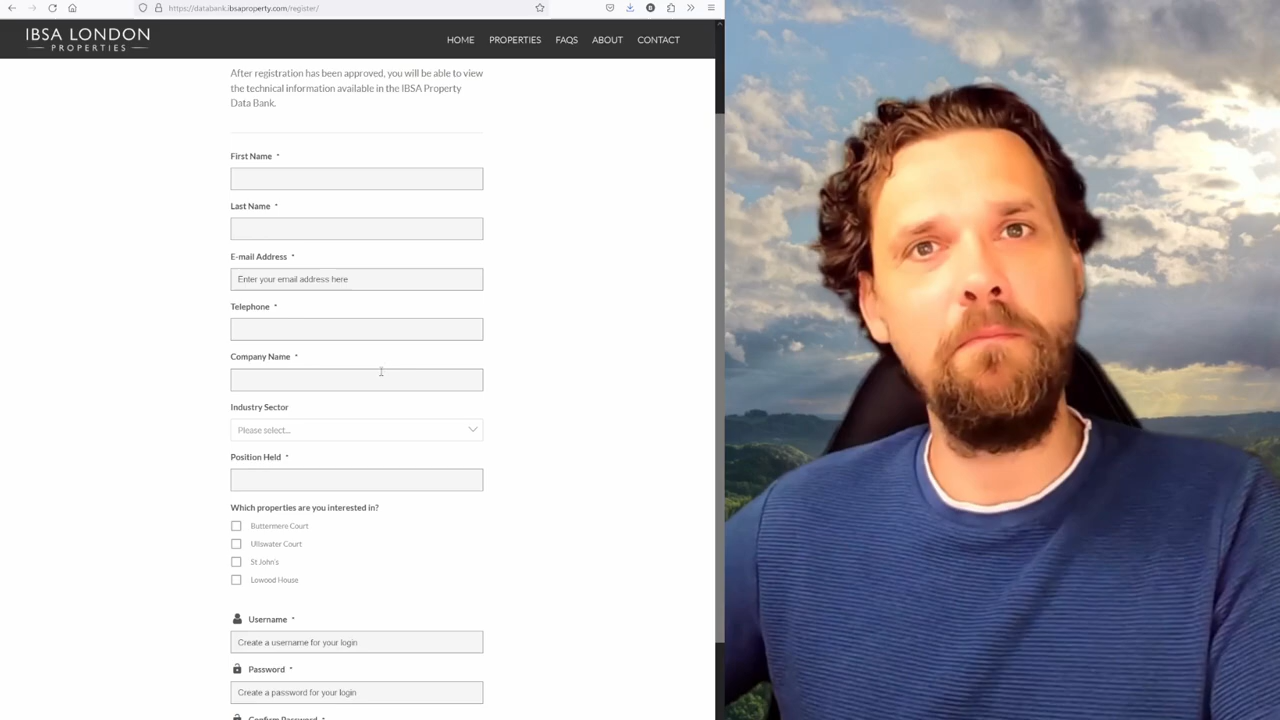 https://databank.ibsaproperty.com/register/
IBSA LONDON
PROPERTIES
HOME PROPERTIES FAQS ABOUT CONTACT
After registration has been approved, you will be able to view
the technical information available in the IBSA Property
Data Bank.
First Name *
Last Name *
E-mail Address *
Enter your email address here
Telephone *
Company Name *
Industry Sector
Please select...
Position Held *
Which properties are you interested in?
Buttermere Court
Ullswater Court
St John's
Lowood House
Username *
Create a username for your login
Password *
Create a password for your login
Confirm Password *